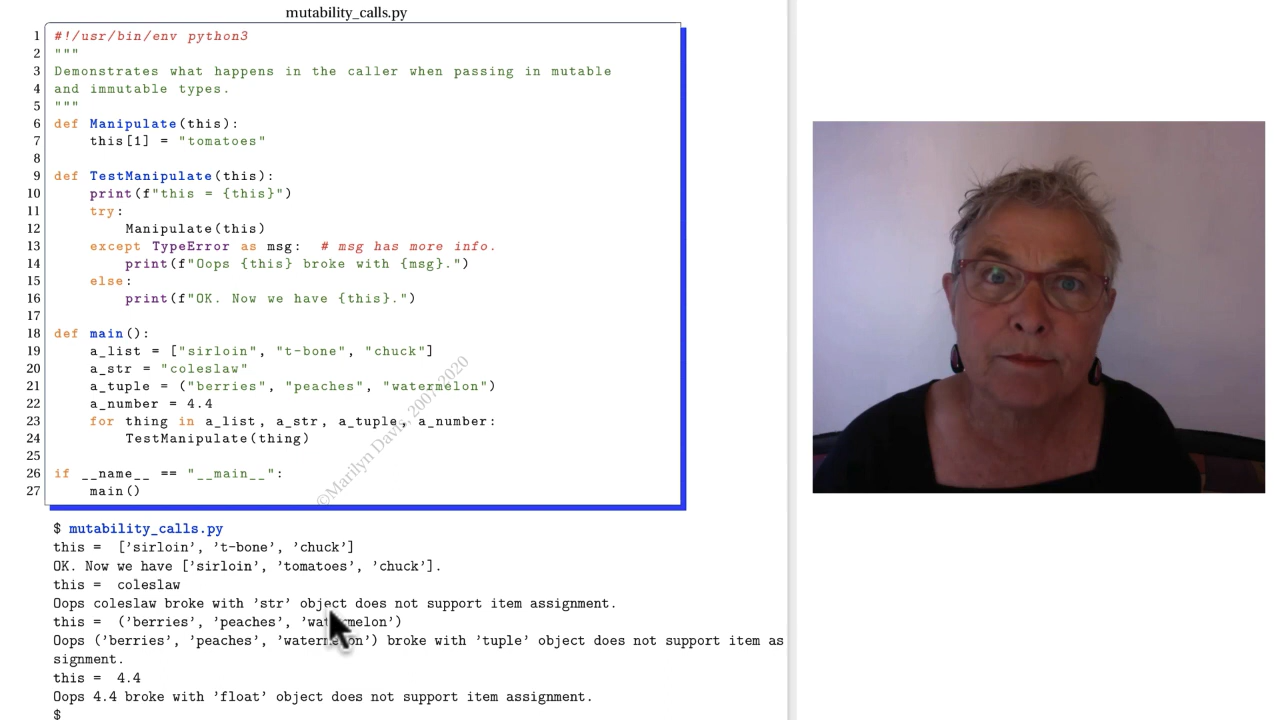 mutability_calls.py
1 #!/usr/bin/env python3
2 """
3 Demonstrates what happens in the caller when passing in mutable
4 and immutable types.
5 """
6 def Manipulate(this):
7     this[1] = "tomatoes"
8
9 def TestManipulate(this):
10     print(f"this = {this}")
11     try:
12         Manipulate(this)
13     except TypeError as msg:  # msg has more info.
14         print(f"Oops {this} broke with {msg}.")
15     else:
16         print(f"OK. Now we have {this}.")
17
18 def main():
19     a_list = ["sirloin", "t-bone", "chuck"]
20     a_str = "coleslaw"
21     a_tuple = ("berries", "peaches", "watermelon")
22     a_number = 4.4
23     for thing in a_list, a_str, a_tuple, a_number:
24         TestManipulate(thing)
25
26 if __name__ == "__main__":
27     main()
©Marilyn Davis, 2007-2020
$ mutability_calls.py
this =  ['sirloin', 't-bone', 'chuck']
OK. Now we have ['sirloin', 'tomatoes', 'chuck'].
this =  coleslaw
Oops coleslaw broke with 'str' object does not support item assignment.
this =  ('berries', 'peaches', 'watermelon')
Oops ('berries', 'peaches', 'watermelon') broke with 'tuple' object does not support item as
signment.
this =  4.4
Oops 4.4 broke with 'float' object does not support item assignment.
$